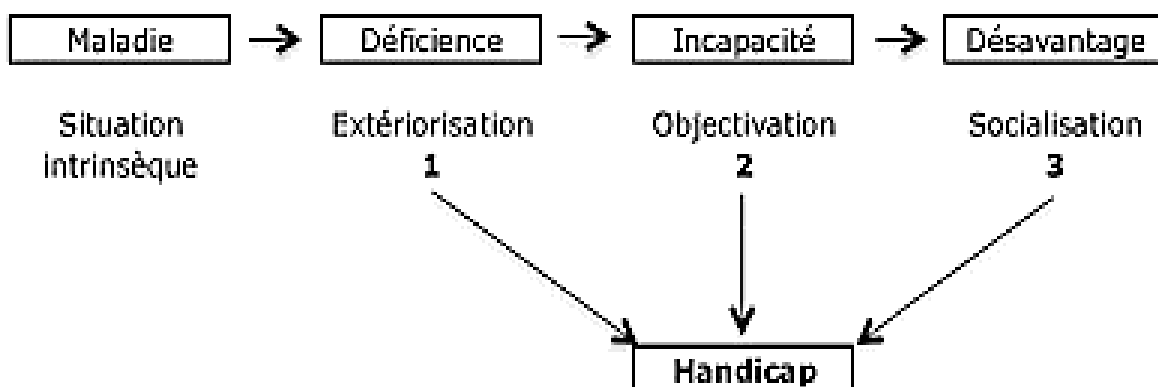 Maladie
Déficience
Incapacité
Désavantage
Situation
intrinsèque
Extériorisation
1
Objectivation
2
Socialisation
3
Handicap